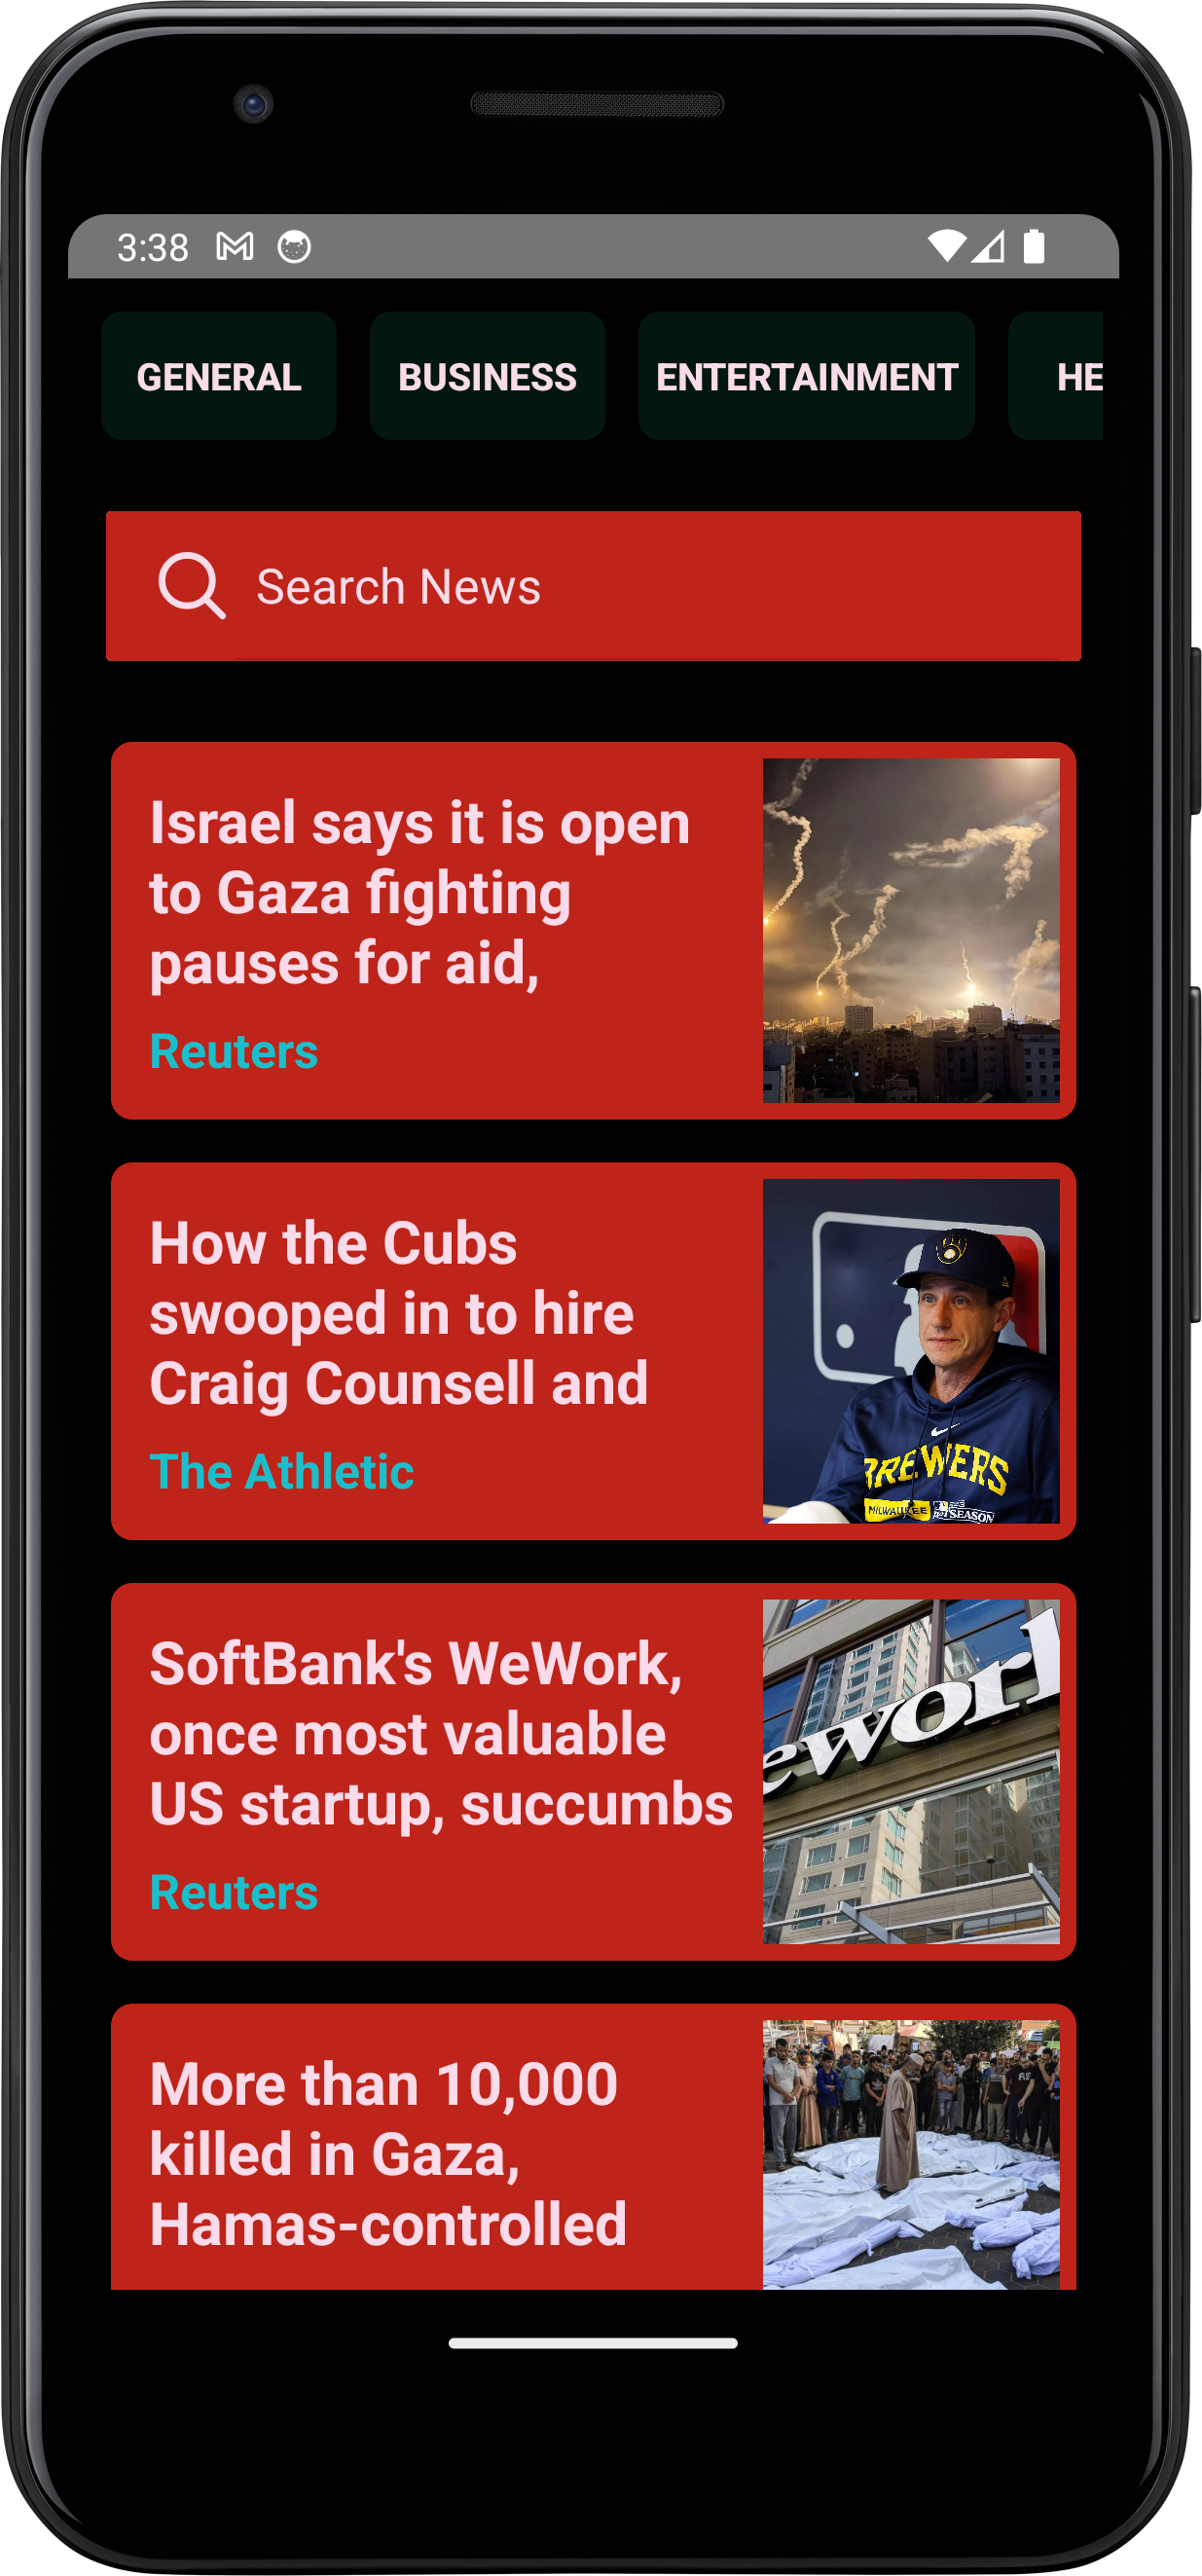 3:38
GENERAL BUSINESS ENTERTAINMENT HE
Search News
Israel says it is open
to Gaza fighting
pauses for aid,
Reuters
How the Cubs
swooped in to hire
Craig Counsell and
The Athletic
BREWERS
MILWAUKEE
SEASON
SoftBank's WeWork,
once most valuable
US startup, succumbs
Reuters
ewor
More than 10,000
killed in Gaza,
Hamas-controlled